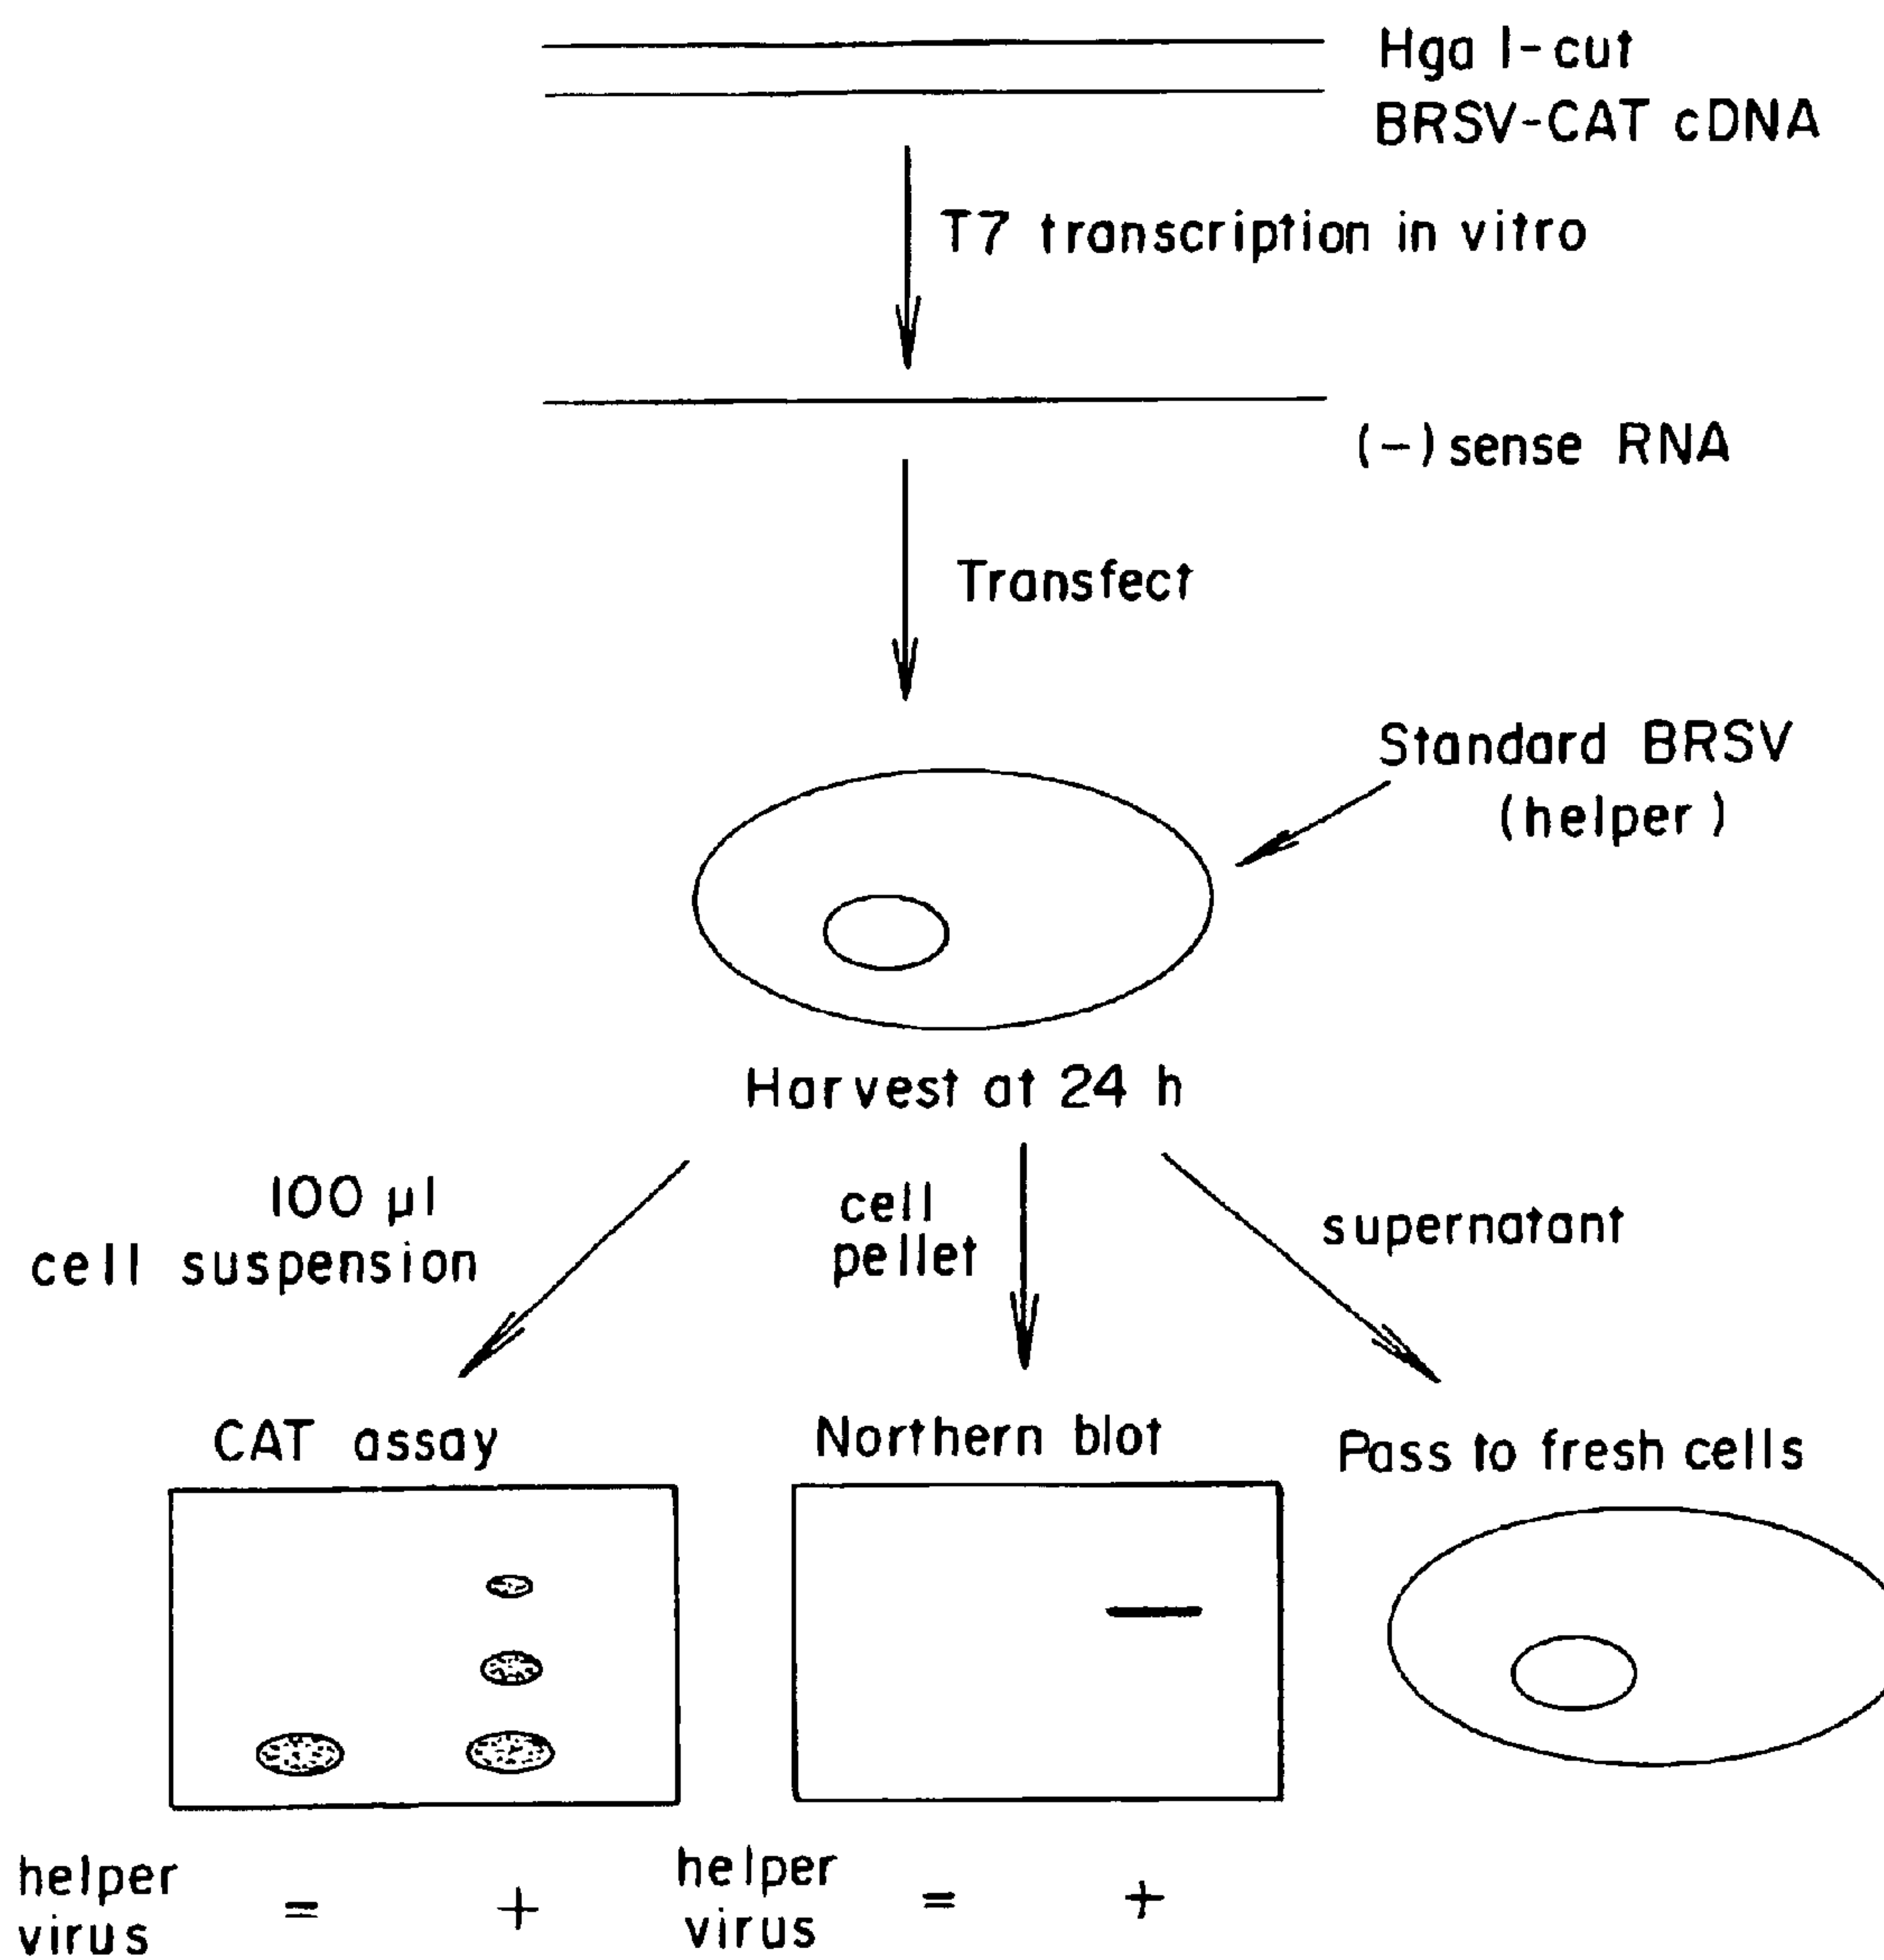 Hga I-cut
BRSV-CAT cDNA
T7 transcription in vitro
(-) sense RNA
Transfect
Standard BRSV
(helper)
Harvest at 24 h
100 µl
cell suspension
cell
pellet
supernatant
CAT assay
Northern blot
Pass to fresh cells
helper
virus
= +
helper
virus
= +